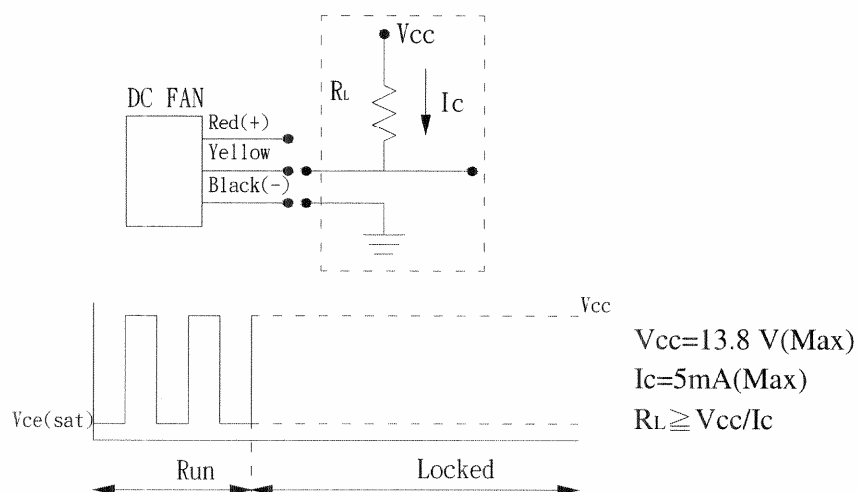 Vcc
RL
Ic
DC FAN
Red(+)
Yellow
Black(-)
Vcc
Vce(sat)
Run
Locked
Vcc=13.8 V(Max)
Ic=5mA(Max)
RL≧Vcc/Ic